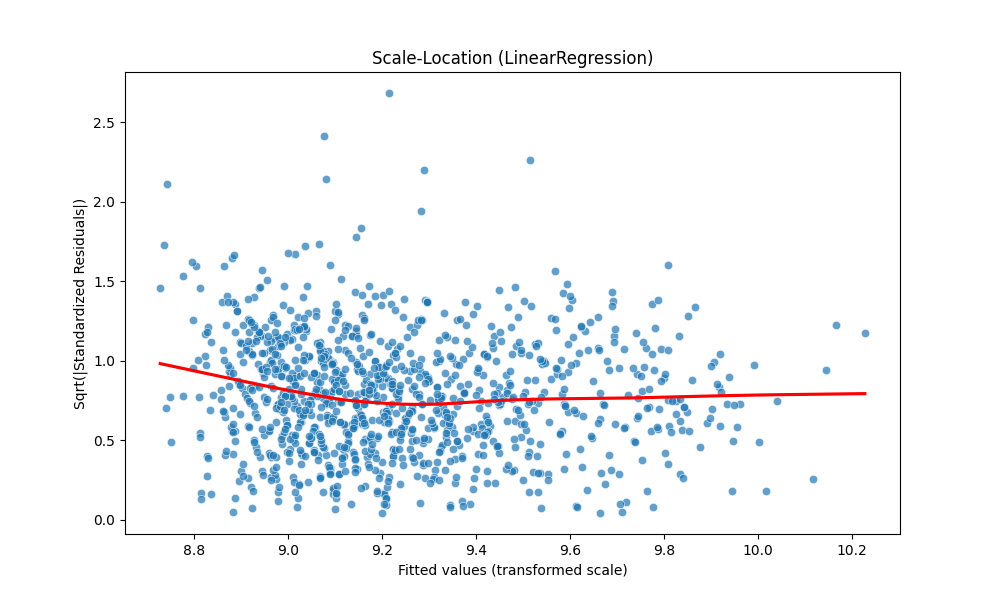 Scale-Location (LinearRegression)
Sqrt(|Standardized Residuals|)
2.5
2.0
1.5
1.0
0.5
0.0
8.8 9.0 9.2 9.4 9.6 9.8 10.0 10.2
Fitted values (transformed scale)